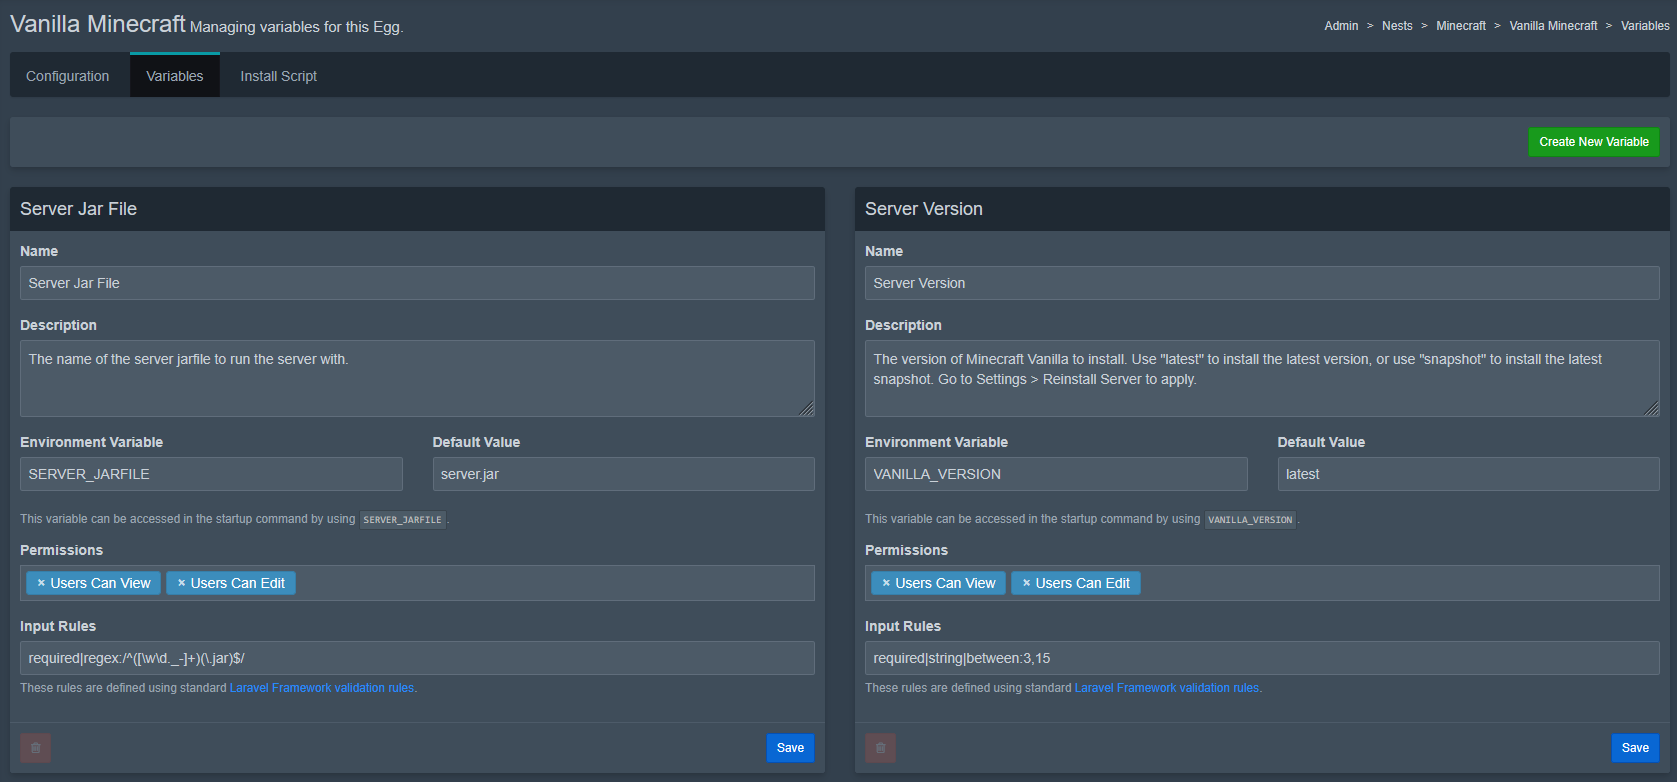 Vanilla Minecraft Managing variables for this Egg.
Admin > Nests > Minecraft > Vanilla Minecraft > Variables
Configuration Variables Install Script
Create New Variable
Server Jar File
Name
Server Jar File
Description
The name of the server jarfile to run the server with.
Environment Variable Default Value
SERVER_JARFILE server.jar
This variable can be accessed in the startup command by using SERVER_JARFILE.
Permissions
× Users Can View × Users Can Edit
Input Rules
required|regex:/^([\w\d._-]+)(\.jar)$/
These rules are defined using standard Laravel Framework validation rules.
Save
Server Version
Name
Server Version
Description
The version of Minecraft Vanilla to install. Use "latest" to install the latest version, or use "snapshot" to install the latest
snapshot. Go to Settings > Reinstall Server to apply.
Environment Variable Default Value
VANILLA_VERSION latest
This variable can be accessed in the startup command by using VANILLA_VERSION.
Permissions
× Users Can View × Users Can Edit
Input Rules
required|string|between:3,15
These rules are defined using standard Laravel Framework validation rules.
Save